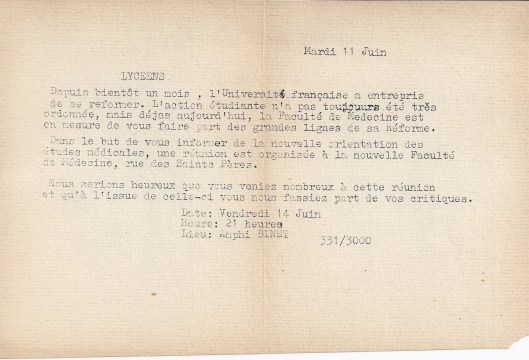 Mardi 11 Juin
LYCEENS
Depuis bientôt un mois , l'Université française a entrepris
de se reformer. L'action étudiante n'a pas toujours été très
ordonnée, mais déjas aujourd'hui, la Faculté de Medecine est
en mesure de vous faire part des grandes lignes de sa Réforme.
Dans le but de vous informer de la nouvelle orientation des
études médicales, une réunion est organisée à la nouvelle Faculté
de Médecine, rue des Saints Pères.
Nous serions heureux que vous veniez nombreux à cette réunion
et qu'à l'issue de celle-ci vous nous fassiez part de vos critiques.
Date: Vendredi 14 Juin
Heure: 21 heures
Lieu: Amphi BINET
331/3000